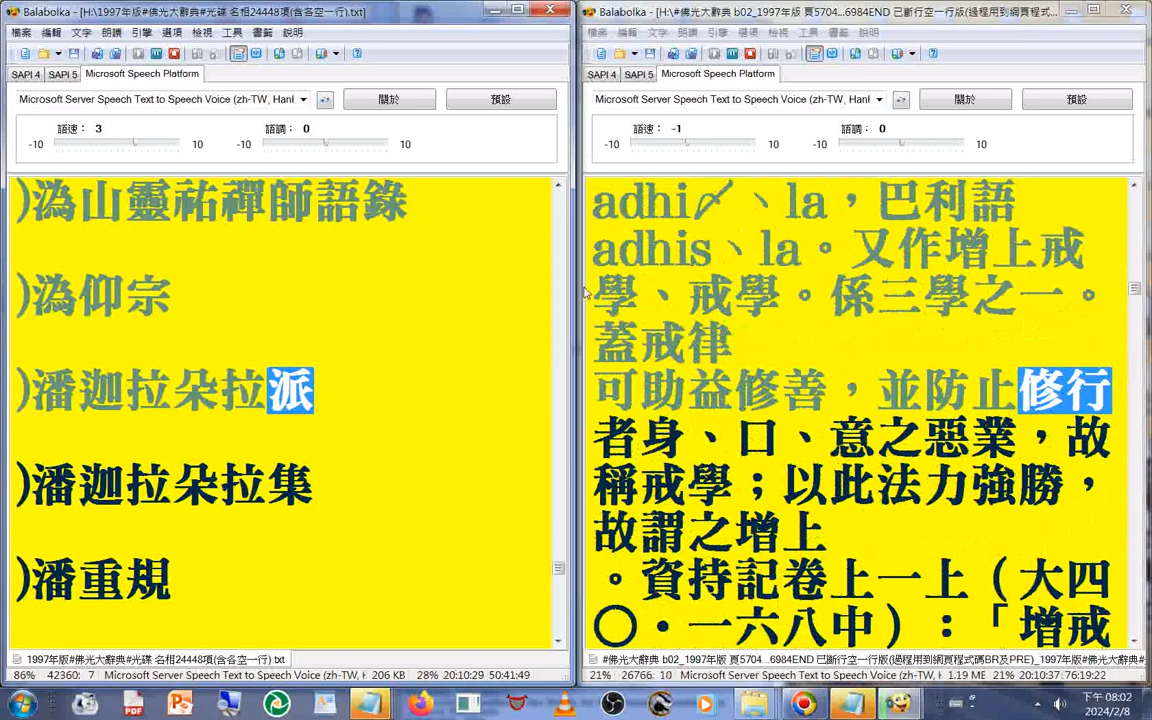 Balabolka - [H:\1997年版#佛光大辭典#光碟 名相24448項(含各空一行).txt]
檔案 編輯 文字 朗讀 引擎 選項 檢視 工具 書籤 說明
SAPI 4 SAPI 5 Microsoft Speech Platform
Microsoft Server Speech Text to Speech Voice (zh-TW, Hanl
關於 預設
語速： 3 語調： 0
-10 10 -10 10
)溈山靈祐禪師語錄
)溈仰宗
)潘迦拉朵拉派
)潘迦拉朵拉集
)潘重規
1997年版#佛光大辭典#光碟 名相24448項(含各空一行).txt
86% 42360: 7 Microsoft Server Speech Text to Speech Voice (zh-TW, H 206 KB 28% 20:10:29 50:41:49
Balabolka - [H:\#佛光大辭典 b02_1997年版 頁5704...6984END 已斷行空一行版(過程用到網頁程式...
檔案 編輯 文字 朗讀 引擎 選項 檢視 工具 書籤 說明
SAPI 4 SAPI 5 Microsoft Speech Platform
Microsoft Server Speech Text to Speech Voice (zh-TW, Hanl
關於 預設
語速： -1 語調： 0
-10 10 -10 10
adhi〆ヽla，巴利語
adhisヽla。又作增上戒
學、戒學。係三學之一。
蓋戒律
可助益修善，並防止修行
者身、口、意之惡業，故
稱戒學；以此法力強勝，
故謂之增上
。資持記卷上一上（大四
〇‧一六八中）：「增戒
#佛光大辭典 b02_1997年版 頁5704...6984END 已斷行空一行版(過程用到網頁程式碼BR及PRE)_1997年版#
21% 26766: 10 Microsoft Server Speech Text to Speech Voice (zh-TW, H 1.19 ME 21% 20:10:37:76:19:22
下午 08:02
2024/2/8